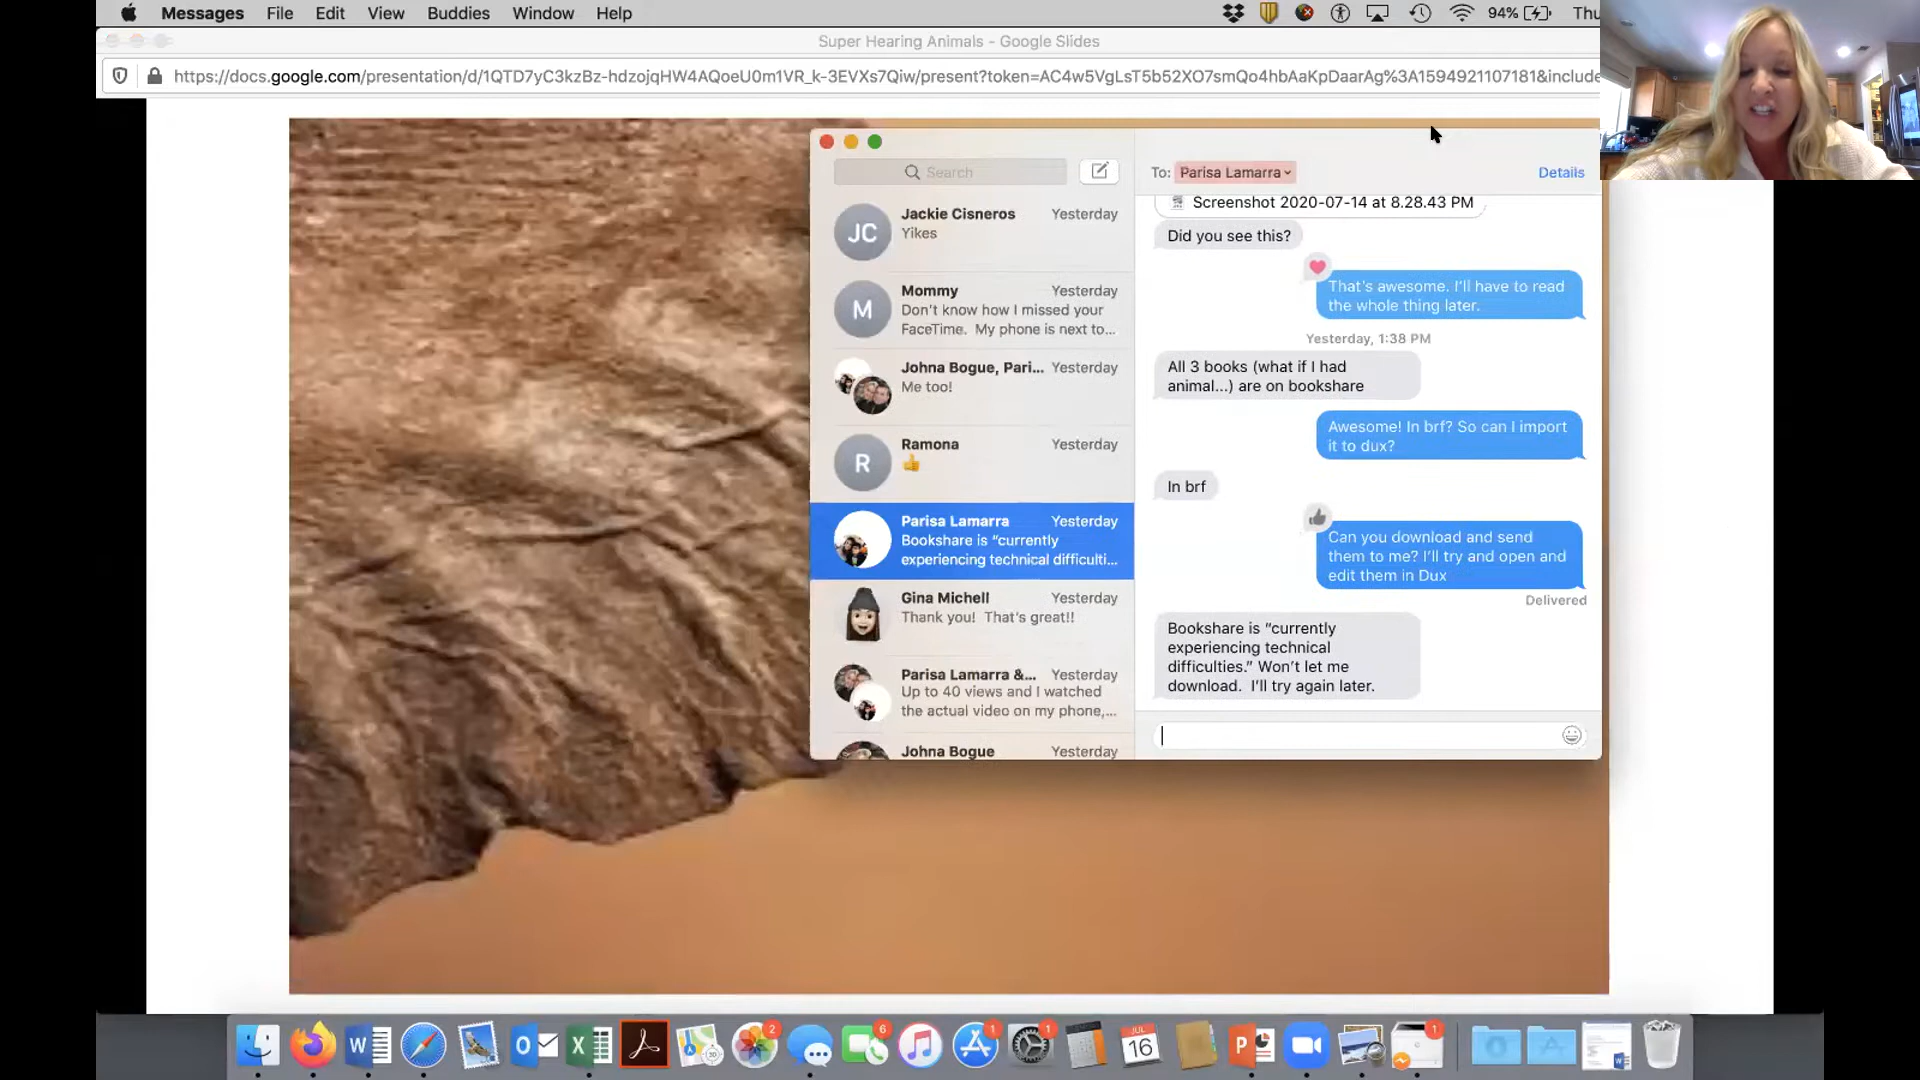 Messages File Edit View Buddies Window Help 94% Thu
Super Hearing Animals - Google Slides
https://docs.google.com/presentation/d/1QTD7yC3kzBz-hdzojqHW4AQoeU0m1VR_k-3EVXs7Qiw/present?token=AC4w5VgLsT5b52XO7smQo4hbAaKpDaarAg%3A1594921107181&include
Search
To: Parisa Lamarra Details
JC
Jackie Cisneros Yesterday
Yikes
M
Mommy Yesterday
Don't know how I missed your
FaceTime. My phone is next to...
Johna Bogue, Pari... Yesterday
Me too!
R
Ramona Yesterday
👍
Parisa Lamarra Yesterday
Bookshare is “currently
experiencing technical difficulti...
Gina Michell Yesterday
Thank you! That's great!!
Parisa Lamarra &... Yesterday
Up to 40 views and I watched
the actual video on my phone,...
Johna Bogue Yesterday
Screenshot 2020-07-14 at 8.28.43 PM
Did you see this?
That's awesome. I'll have to read
the whole thing later.
Yesterday, 1:38 PM
All 3 books (what if I had
animal...) are on bookshare
Awesome! In brf? So can I import
it to dux?
In brf
Can you download and send
them to me? I'll try and open and
edit them in Dux
Delivered
Bookshare is “currently
experiencing technical
difficulties.” Won't let me
download. I'll try again later.
W
O
X
2
6
1
1
JUL
16
P
1